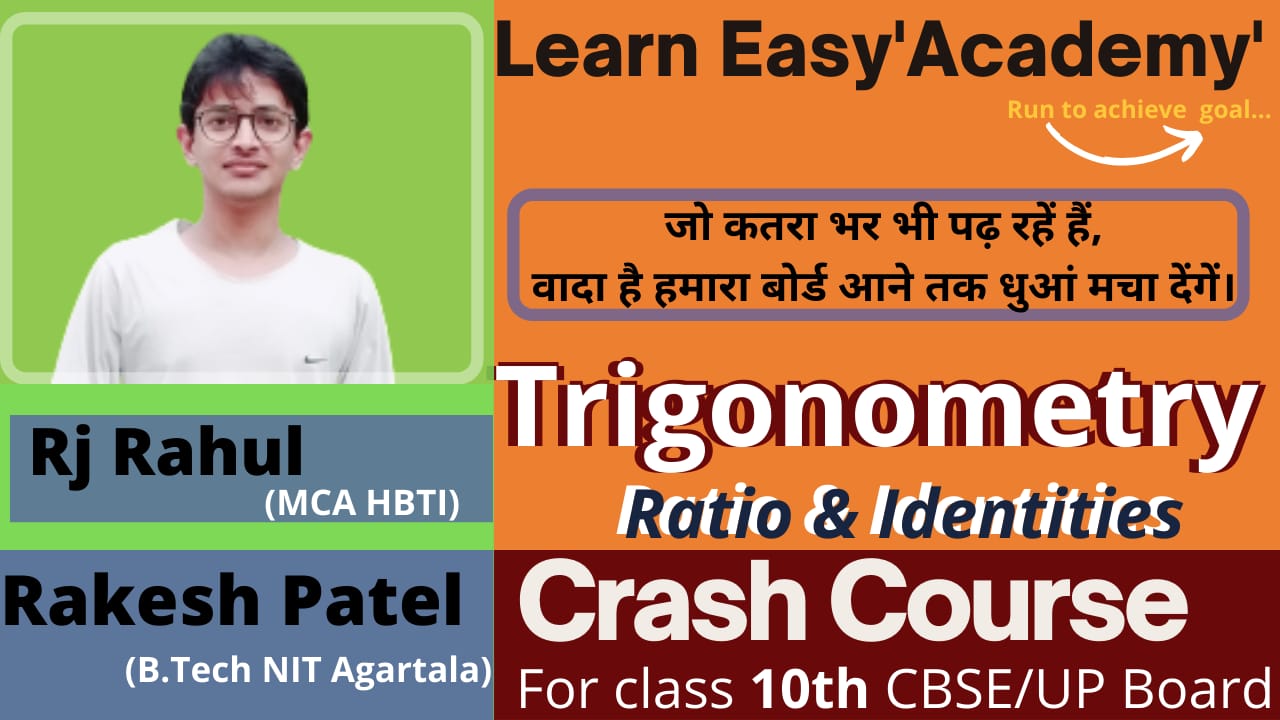 Learn Easy'Academy'
Run to achieve goal...
जो कतरा भर भी पढ़ रहें हैं,
वादा है हमारा बोर्ड आने तक धुआं मचा देंगें।
Trigonometry
Ratio & Identities
Rj Rahul
(MCA HBTI)
Rakesh Patel
(B.Tech NIT Agartala)
Crash Course
For class 10th CBSE/UP Board